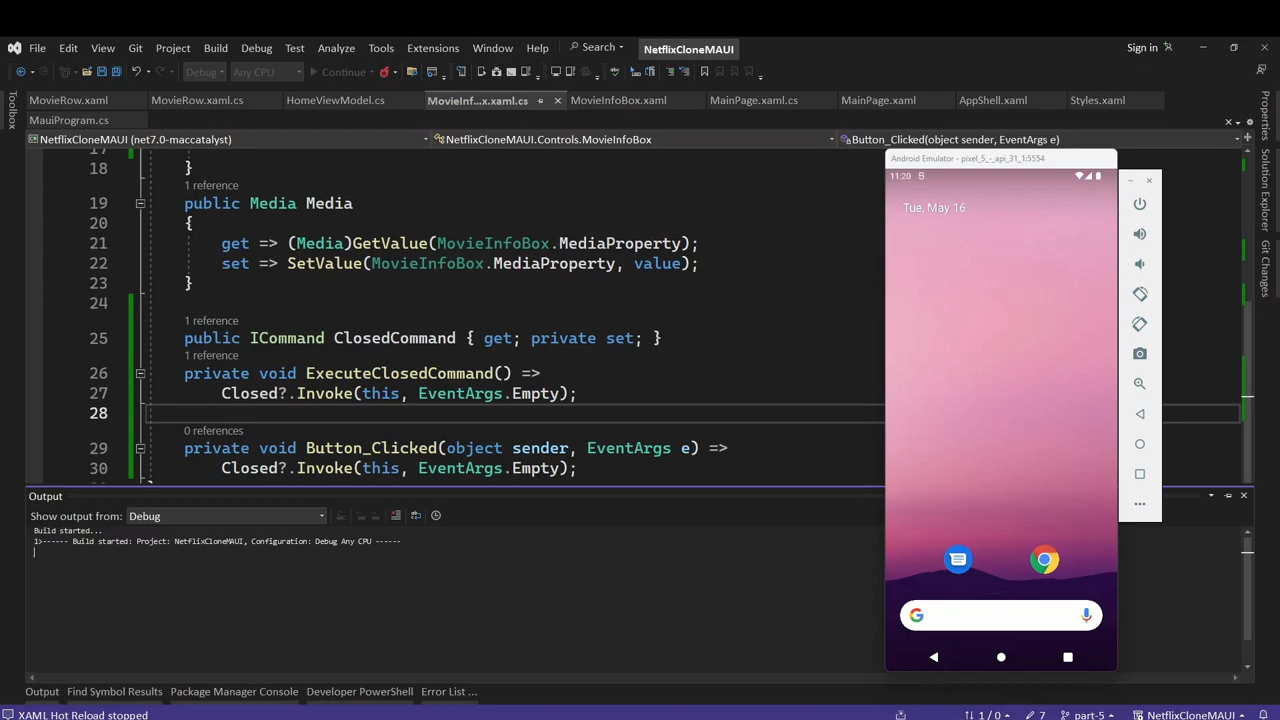 File Edit View Git Project Build Debug Test Analyze Tools Extensions Window Help Search NetflixCloneMAUI Sign in
Debug Any CPU Continue
MovieRow.xaml MovieRow.xaml.cs HomeViewModel.cs MovieInf...x.xaml.cs MovieInfoBox.xaml MainPage.xaml.cs MainPage.xaml AppShell.xaml Styles.xaml
MauiProgram.cs
NetflixCloneMAUI (net7.0-maccatalyst) NetflixCloneMAUI.Controls.MovieInfoBox Button_Clicked(object sender, EventArgs e)
Toolbox
Properties
Solution Explorer
Git Changes
17
18 }
1 reference
19 public Media Media
20 {
21 get => (Media)GetValue(MovieInfoBox.MediaProperty);
22 set => SetValue(MovieInfoBox.MediaProperty, value);
23 }
24
1 reference
25 public ICommand ClosedCommand { get; private set; }
1 reference
26 private void ExecuteClosedCommand() =>
27 Closed?.Invoke(this, EventArgs.Empty);
28
0 references
29 private void Button_Clicked(object sender, EventArgs e) =>
30 Closed?.Invoke(this, EventArgs.Empty);
Android Emulator - pixel_5_-_api_31_1:5554
11:20
Tue, May 16
Output
Show output from: Debug
Build started...
1>------ Build started: Project: NetflixCloneMAUI, Configuration: Debug Any CPU ------
Output Find Symbol Results Package Manager Console Developer PowerShell Error List ...
XAML Hot Reload stopped 1 / 0 7 part-5 NetflixCloneMAUI